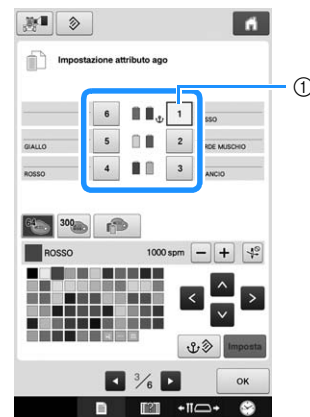 Impostazione attributo ago
①
6 1 SSO
GIALLO 5 2 RDE MUSCHIO
ROSSO 4 3 ANCIO
64 300
ROSSO 1000 spm − +
Imposta
3/6 OK